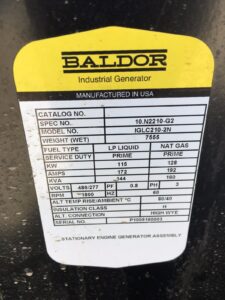 BALDOR
Industrial Generator
MANUFACTURED IN USA
CATALOG NO.
SPEC NO. 10.N2210-G2
MODEL NO. IGLC210-2N
WEIGHT (WET) 7555
FUEL TYPE LP LIQUID NAT GAS
SERVICE DUTY PRIME PRIME
KW 115 128
AMPS 172 192
KVA 144 160
VOLTS 480/277 PF 0.8 PH 3
RPM 1800 HZ 60
ALT TEMP RISE/AMBIENT °C 80/40
INSULATION CLASS H
ALT. CONNECTION HIGH WYE
SERIAL NO.
STATIONARY ENGINE GENERATOR ASSEMBLY